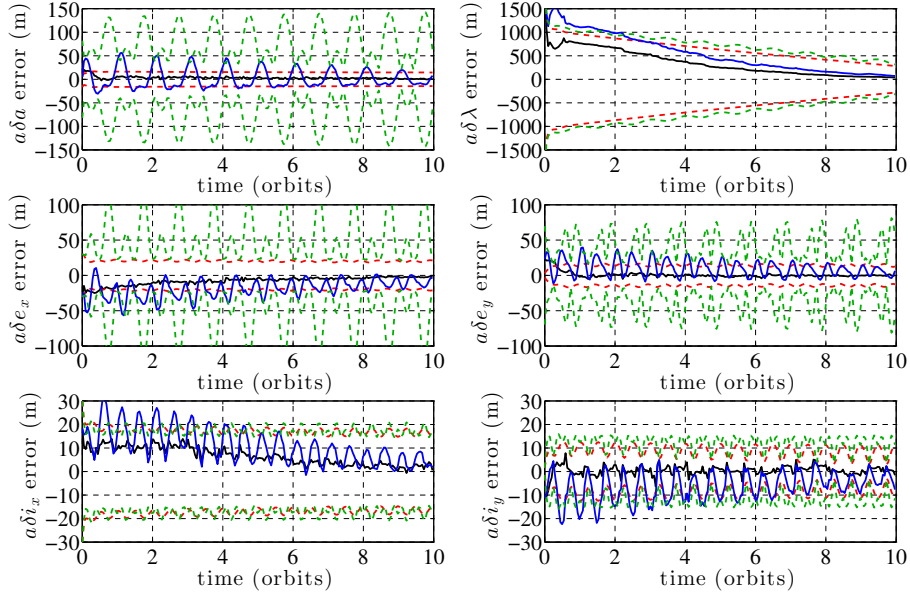 150
100
50
0
−50
−100
−150
aδa error (m)
0 2 4 6 8 10
time (orbits)
1500
1000
500
0
−500
−1000
−1500
aδλ error (m)
0 2 4 6 8 10
time (orbits)
100
50
0
−50
−100
aδeₓ error (m)
0 2 4 6 8 10
time (orbits)
100
50
0
−50
−100
aδe_y error (m)
0 2 4 6 8 10
time (orbits)
30
20
10
0
−10
−20
−30
aδiₓ error (m)
0 2 4 6 8 10
time (orbits)
30
20
10
0
−10
−20
−30
aδi_y error (m)
0 2 4 6 8 10
time (orbits)